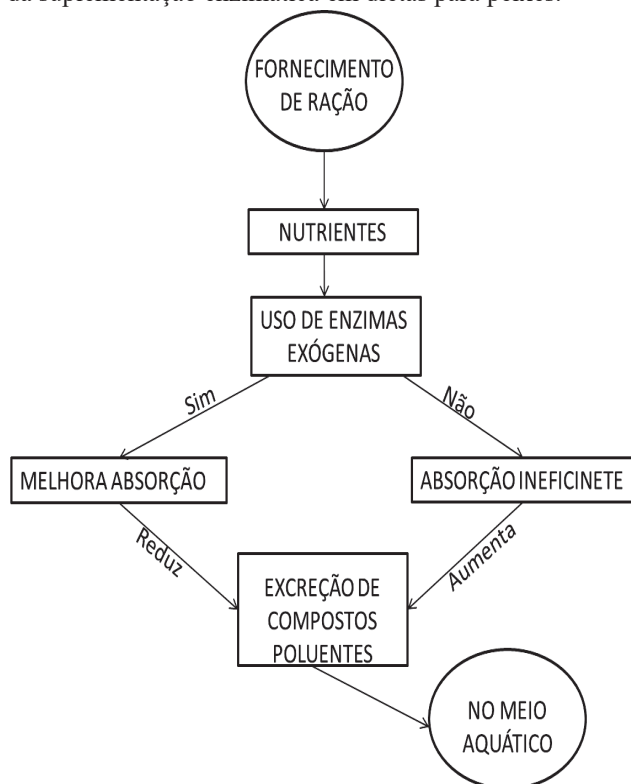 da suplementação enzimática em dietas para peixes.
FORNECIMENTO
DE RAÇÃO
NUTRIENTES
USO DE ENZIMAS
EXÓGENAS
Sim
Não
MELHORA ABSORÇÃO
ABSORÇÃO INEFICINETE
Reduz
Aumenta
EXCREÇÃO DE
COMPOSTOS
POLUENTES
NO MEIO
AQUÁTICO